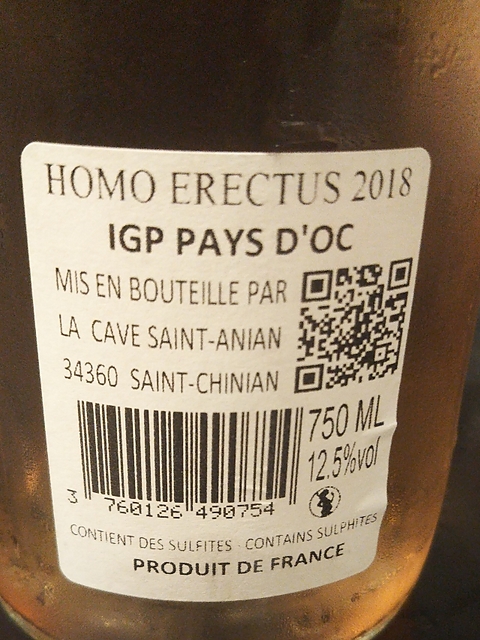 HOMO ERECTUS 2018
IGP PAYS D'OC
MIS EN BOUTEILLE PAR
LA CAVE SAINT-ANIAN
34360 SAINT-CHINIAN
750 ML
12.5%vol
3 760126 490754
CONTIENT DES SULFITES - CONTAINS SULPHITES
PRODUIT DE FRANCE